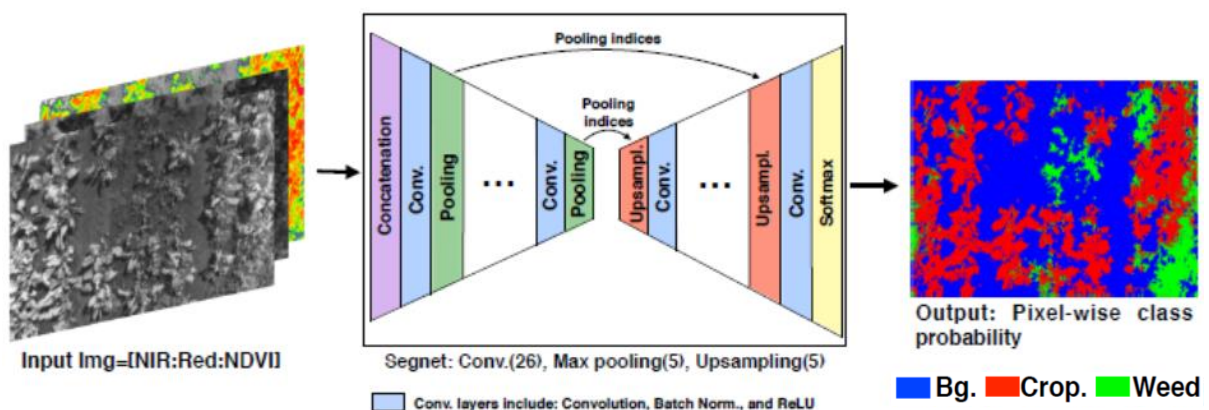 Pooling indices
Pooling
indices
Concatenation
Conv.
Pooling
...
Conv.
Pooling
Upsampl.
Conv.
...
Upsampl.
Conv.
Softmax
Input Img=[NIR:Red:NDVI]
Segnet: Conv.(26), Max pooling(5), Upsampling(5)
Conv. layers include: Convolution, Batch Norm., and ReLU
Output: Pixel-wise class
probability
Bg. Crop. Weed